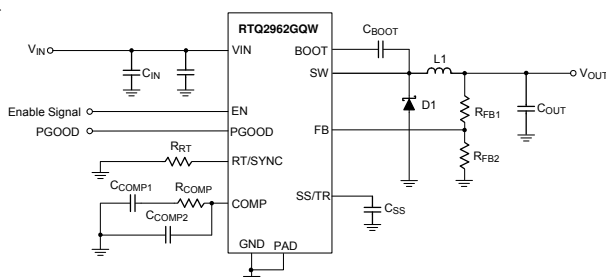 RTQ2962GQW
VIN
VIN
CIN
BOOT
CBOOT
SW
L1
VOUT
D1
RFB1
COUT
Enable Signal
EN
PGOOD
PGOOD
FB
RFB2
RRT
RT/SYNC
CCOMP1
RCOMP
COMP
CCOMP2
SS/TR
CSS
GND
PAD